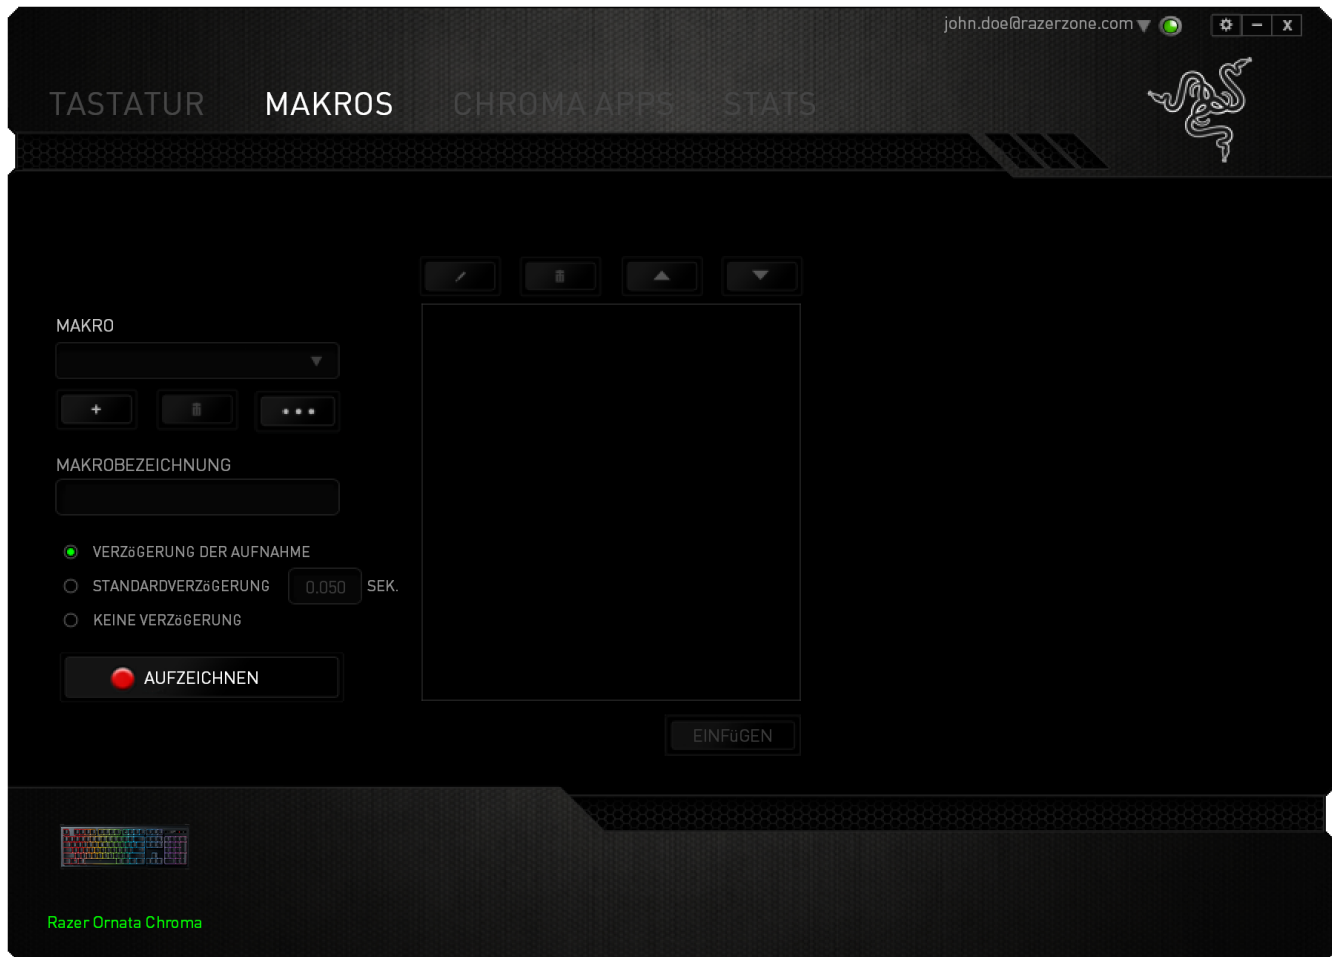 john.doe@razerzone.com
TASTATUR MAKROS CHROMA APPS STATS
MAKRO
MAKROBEZEICHNUNG
VERZöGERUNG DER AUFNAHME
STANDARDVERZöGERUNG 0.050 SEK.
KEINE VERZöGERUNG
AUFZEICHNEN
EINFüGEN
Razer Ornata Chroma